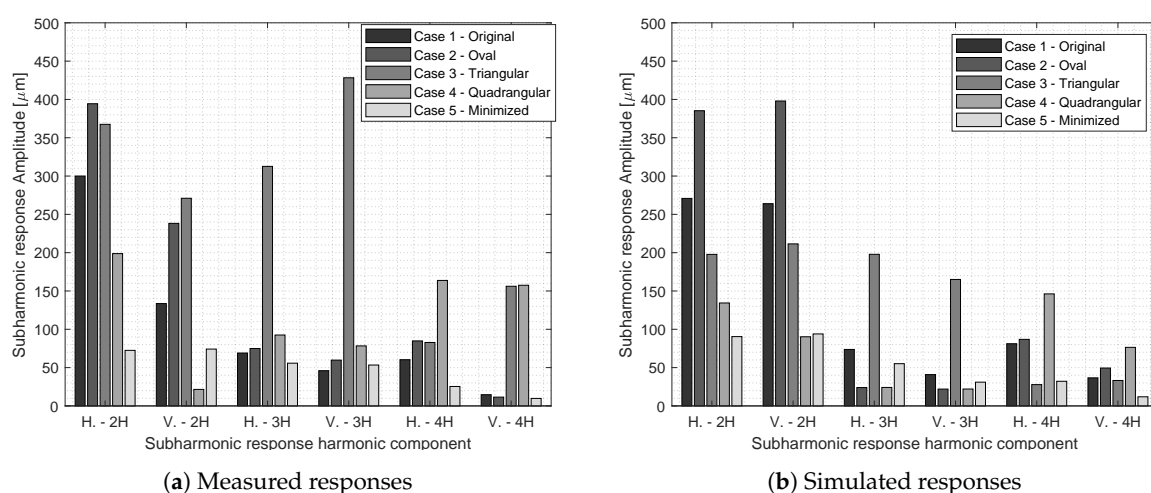 500
450
400
350
300
250
200
150
100
50
0
Subharmonic response Amplitude [μm]
Case 1 - Original
Case 2 - Oval
Case 3 - Triangular
Case 4 - Quadrangular
Case 5 - Minimized
H. - 2H V. - 2H H. - 3H V. - 3H H. - 4H V. - 4H
Subharmonic response harmonic component
(a) Measured responses
500
450
400
350
300
250
200
150
100
50
0
Subharmonic response Amplitude [μm]
Case 1 - Original
Case 2 - Oval
Case 3 - Triangular
Case 4 - Quadrangular
Case 5 - Minimized
H. - 2H V. - 2H H. - 3H V. - 3H H. - 4H V. - 4H
Subharmonic response harmonic component
(b) Simulated responses